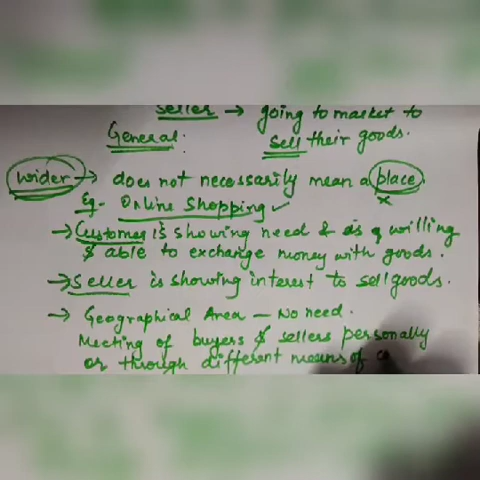 Seller → going to market to
General: sell their goods.
wider → does not necessarily mean a place.
Eg- Online Shopping ✓ x
→ Customer is showing need & is willing
& able to exchange money with goods.
→ Seller is showing interest to sell goods.
→ Geographical Area — No need.
Meeting of buyers & sellers personally
or through different means of